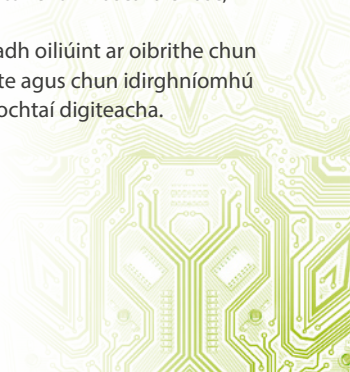 adh oiliúint ar oibrithe chun
te agus chun idirghníomhú
ochtaí digiteacha.